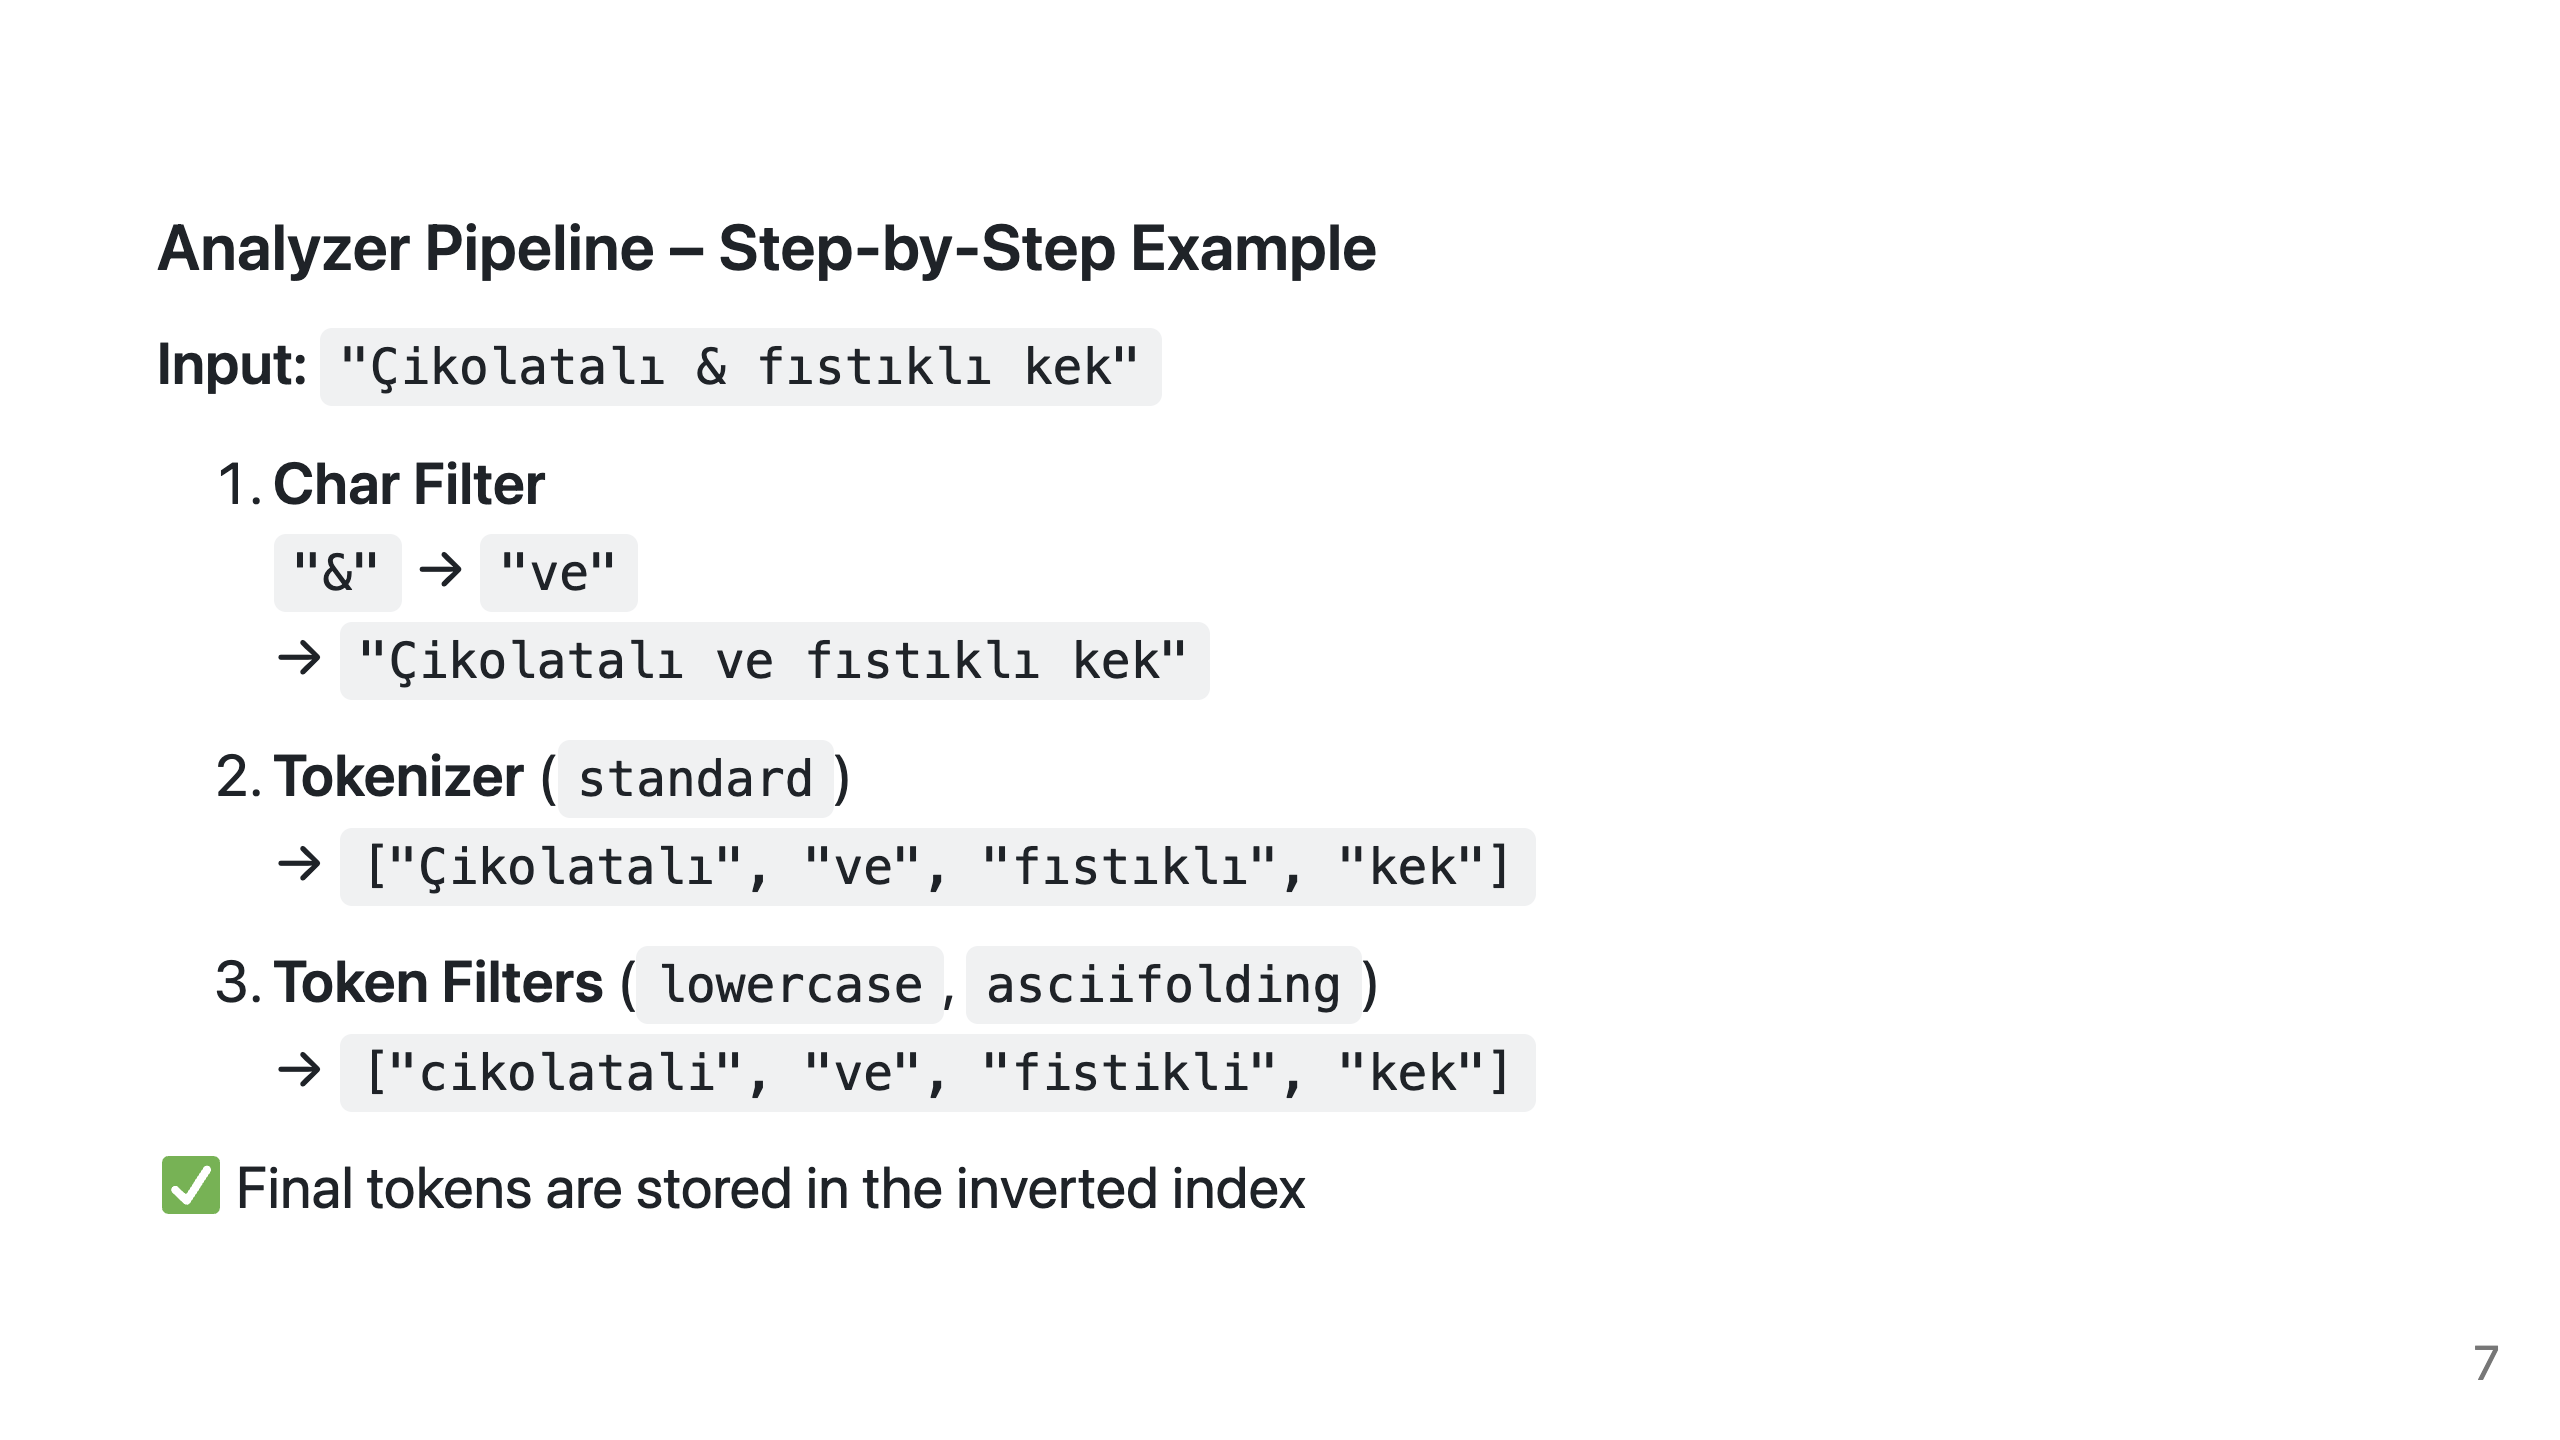 Analyzer Pipeline – Step-by-Step Example
Input: "Çikolatalı & fıstıklı kek"
1. Char Filter
"&" → "ve"
→ "Çikolatalı ve fıstıklı kek"
2. Tokenizer ( standard )
→ ["Çikolatalı", "ve", "fıstıklı", "kek"]
3. Token Filters ( lowercase , asciifolding )
→ ["cikolatali", "ve", "fistikli", "kek"]
✅ Final tokens are stored in the inverted index
7